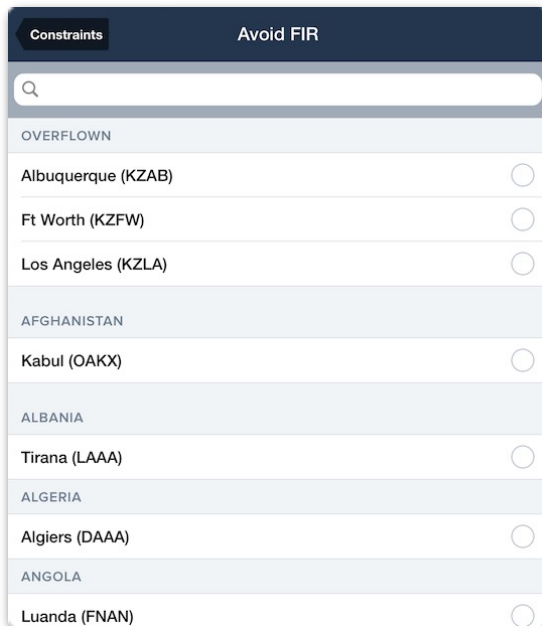 Constraints
Avoid FIR
OVERFLOWN
Albuquerque (KZAB)
Ft Worth (KZFW)
Los Angeles (KZLA)
AFGHANISTAN
Kabul (OAKX)
ALBANIA
Tirana (LAAA)
ALGERIA
Algiers (DAAA)
ANGOLA
Luanda (FNAN)